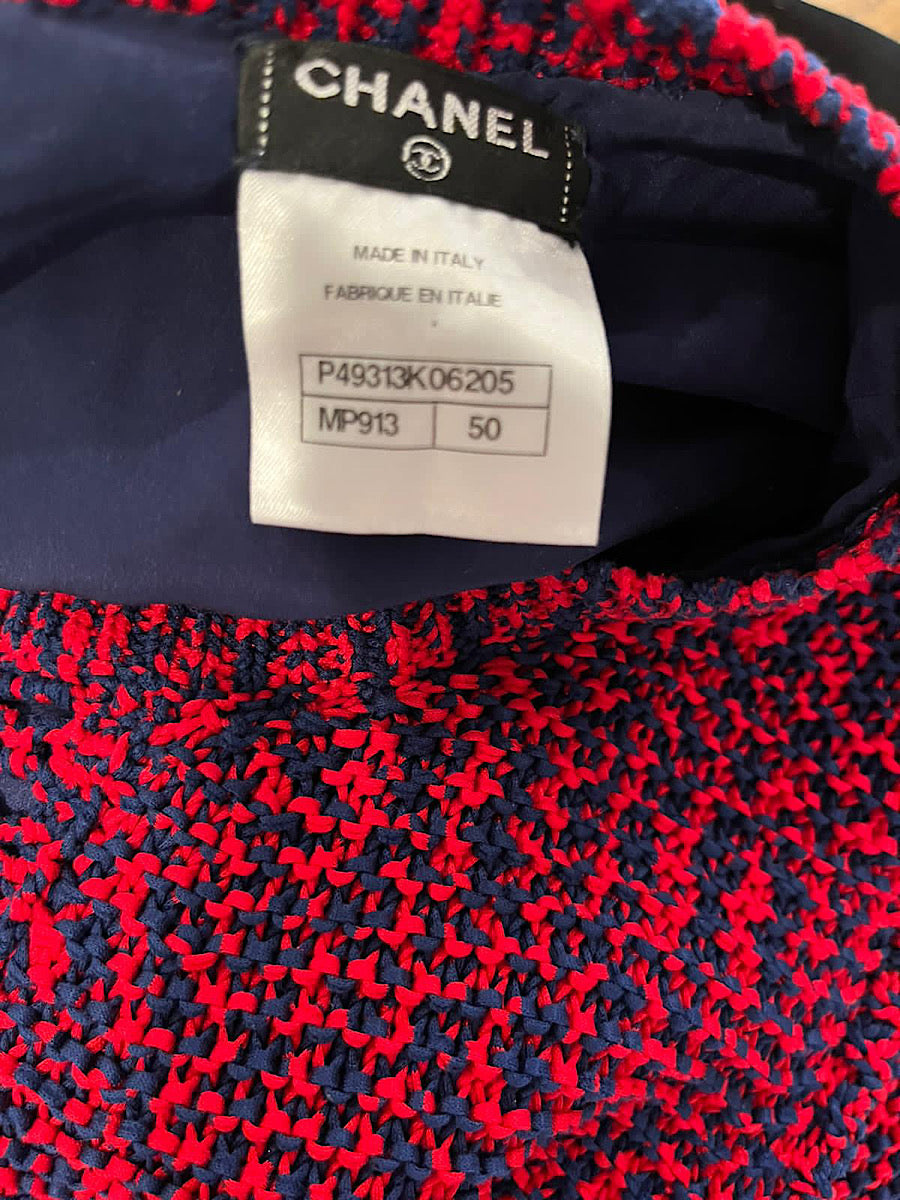 CHANEL
MADE IN ITALY
FABRIQUE EN ITALIE
P49313K06205
MP913 50